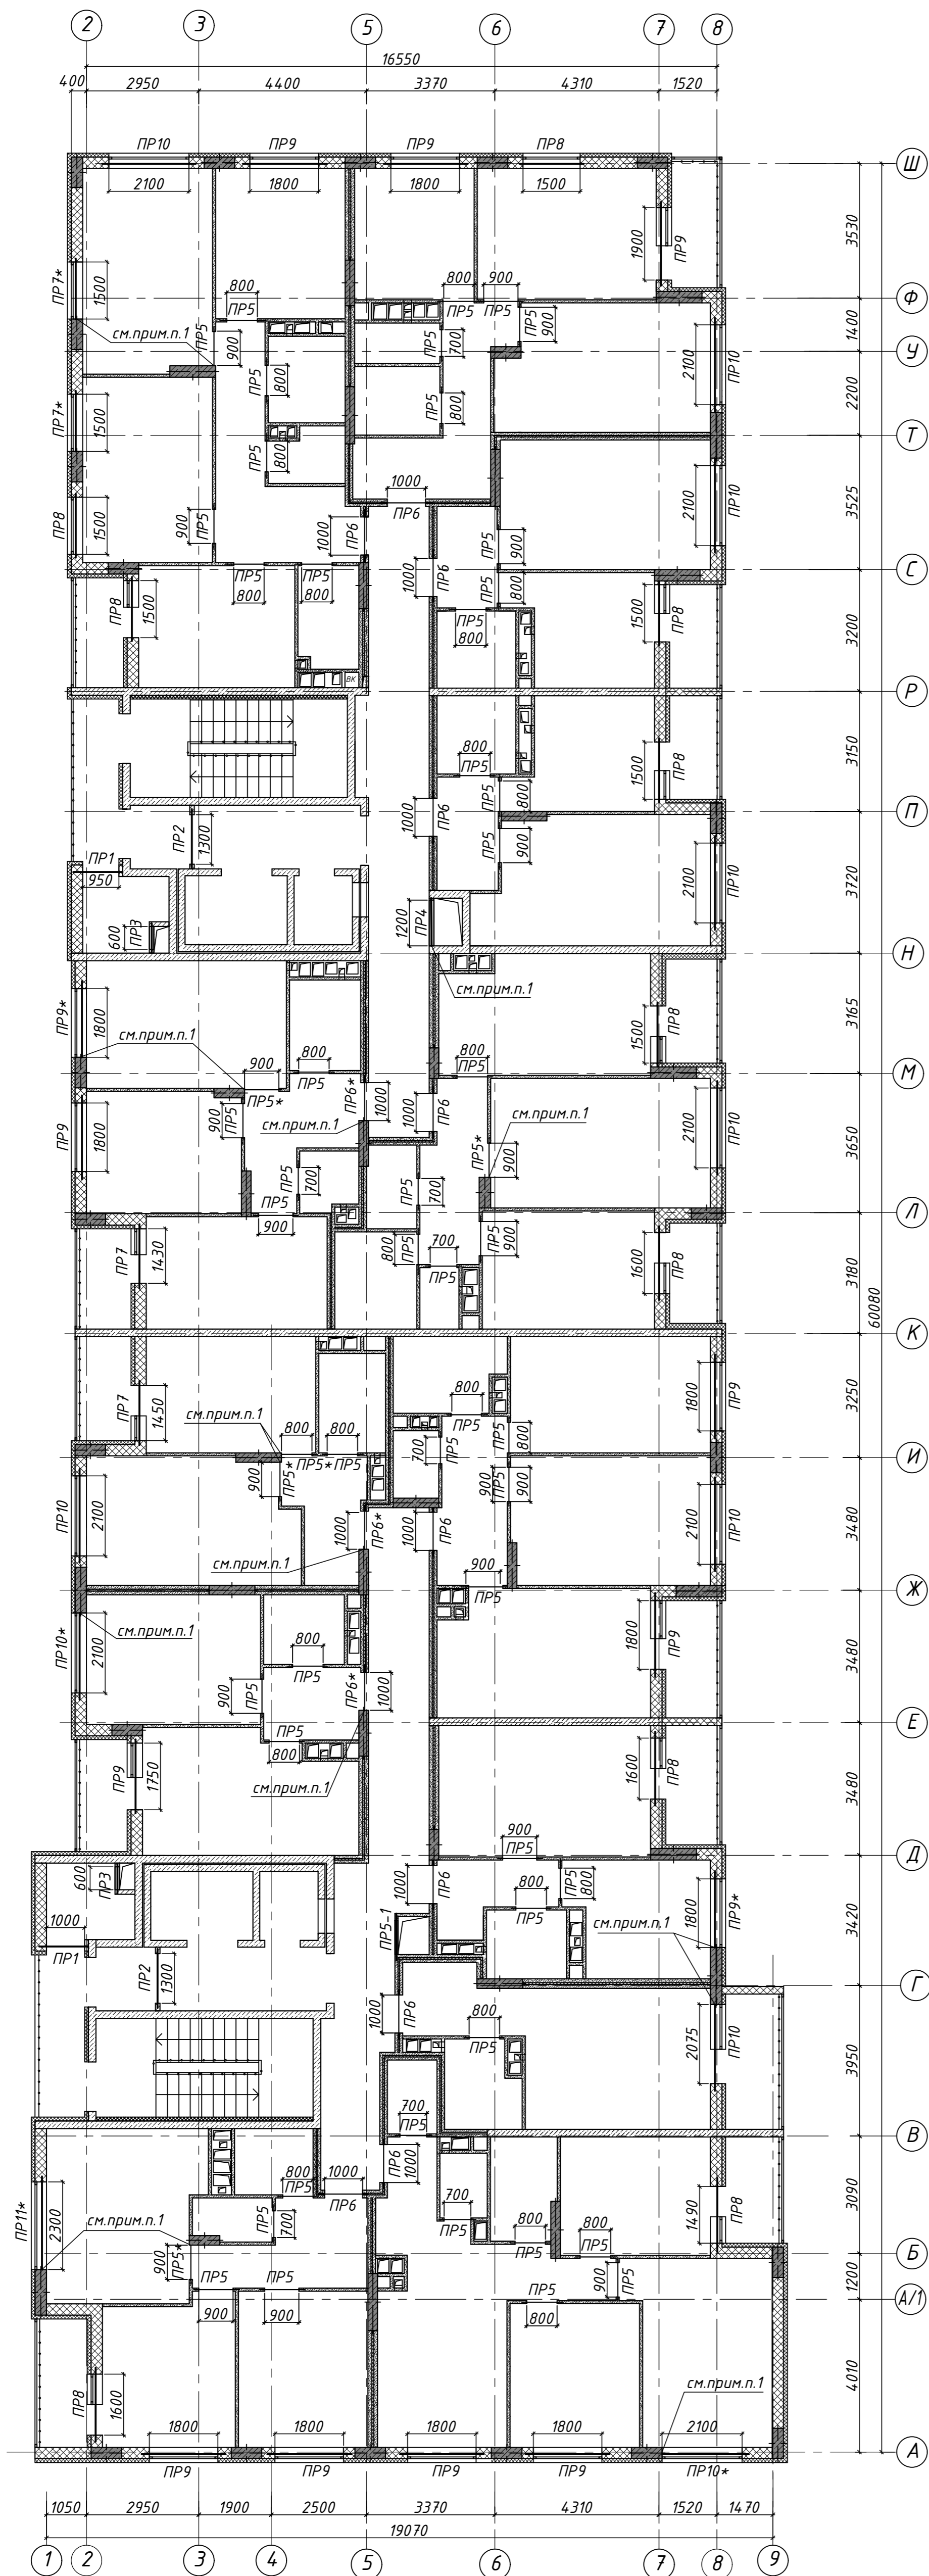 2 3 5 6 7 8
16550
400 2950 4400 3370 4310 1520
ПР10 ПР9 ПР9 ПР8
Ш
2100 1800 1800 1500
1900 ПР9
3530
ПР7* 1500
800 ПР5
800 ПР5 900 ПР5
Ф
см.прим.п.1
ПР5 900
ПР5 700
ПР5 900
1400
У
ПР5 800
2100 ПР10
2200
ПР7* 1500
ПР5 800
Т
ПР5 800
1000 ПР6
2100 ПР10
3525
ПР8 1500
900 ПР5
1000 ПР6
ПР5 900
С
ПР5 800
ПР5 800
1000 ПР6
ПР5 800
ПР8 1500
ПР5 800
1500 ПР8
3200
ВК
Р
800 ПР5
1500 ПР8
3150
ПР5 800
П
ПР2 1300
1000 ПР6
ПР5 900
ПР1 950
2100 ПР10
3720
600 ПР3
1200 ПР4
Н
см.прим.п.1
ПР9* 1800
см.прим.п.1
1500 ПР8
3165
900 ПР5*
800 ПР5
800 ПР5
М
ПР6* 1000
1000 ПР6
ПР9 1800
900 ПР5
см.прим.п.1
см.прим.п.1
ПР5* 900
2100 ПР10
3650
ПР5 700
ПР5 700
ПР5 900
Л
ПР7 1430
800 ПР5
700 ПР5
ПР5 900
1600 ПР8
3180
60080
К
ПР7 1450
см.прим.п.1
800 ПР5*
800 ПР5
800
ПР5 800
1800 ПР9
3250
700 ПР5
И
900 ПР5*
900 ПР5 900
ПР10 2100
1000 ПР6*
1000 ПР6
2100 ПР10
3480
см.прим.п.1
900 ПР5
Ж
ПР10* 2100
см.прим.п.1
800 ПР5
1800 ПР9
3480
900 ПР5
ПР6* 1000
Е
ПР5 800
ПР9 1750
см.прим.п.1
1600 ПР8
3480
900 ПР5
Д
600 ПР3
1000 ПР6
800 ПР5
ПР5 800
1800 ПР9*
3420
1000 ПР1
ПР5-1
см.прим.п.1
ПР2 1300
Г
1000 ПР6
800 ПР5
2075 ПР10
3950
700 ПР5
В
ПР11* 2300
см.прим.п.1
800 ПР5
1000 ПР6
ПР6 1000
ПР5 700
700 ПР5
800 ПР5
800 ПР5
1490 ПР8
3090
Б
900 ПР5*
ПР5 900
ПР5 900
900 ПР5
1200
А/1
ПР5 800
ПР8 1600
см.прим.п.1
4010
1800 1800 1800 1800 2100
А
ПР9 ПР9 ПР9 ПР9 ПР10*
1050 2950 1900 2500 3370 4310 1520 1470
19070
1 2 3 4 5 6 7 8 9